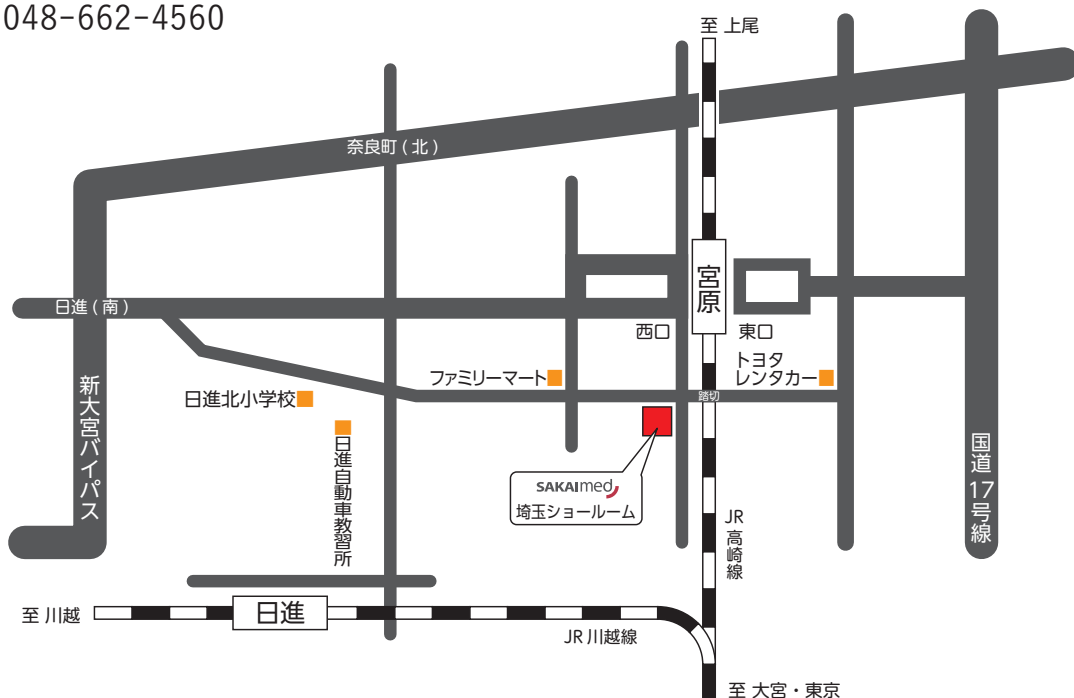 048-662-4560
至 上尾
奈良町 ( 北 )
宮原
日進 ( 南 )
西口
東口
トヨタ
レンタカー
ファミリーマート
踏切
日進北小学校
新大宮バイパス
日進自動車教習所
国道17号線
SAKAImed
埼玉ショールーム
JR高崎線
至 川越
日進
JR 川越線
至 大宮・東京